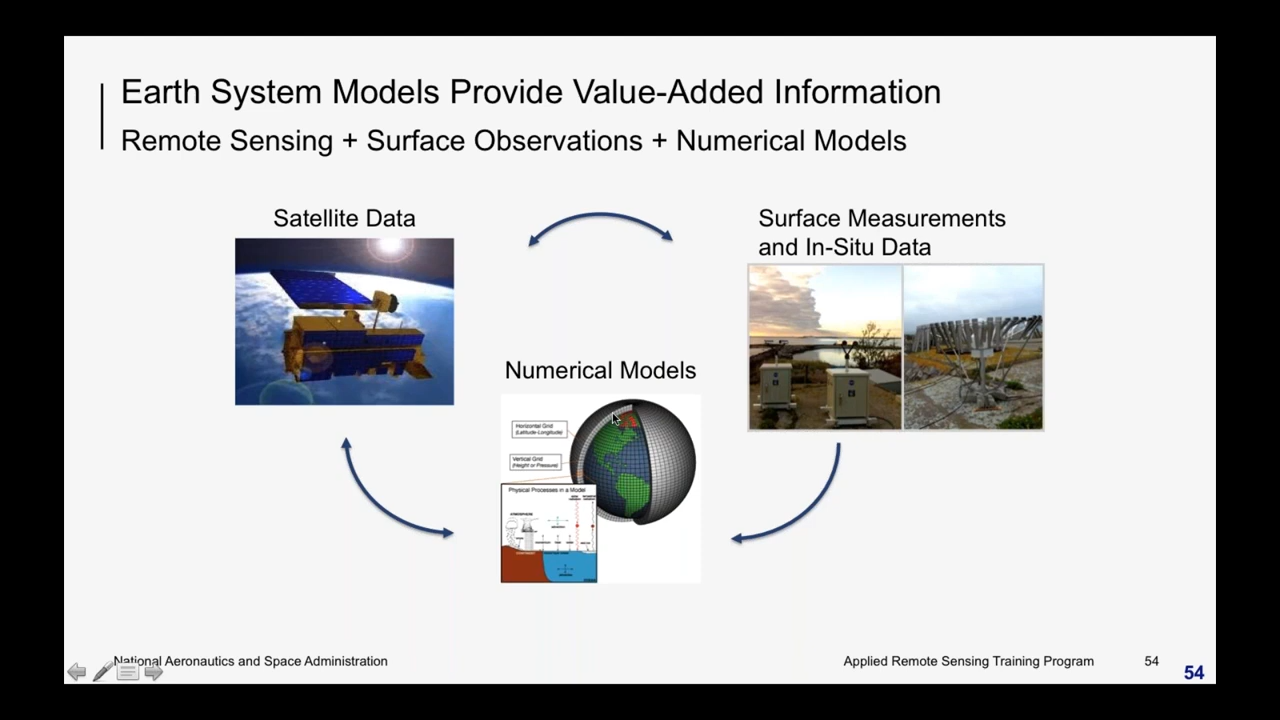 Earth System Models Provide Value-Added Information
Remote Sensing + Surface Observations + Numerical Models
Satellite Data
Surface Measurements
and In-Situ Data
Numerical Models
Horizontal Grid
(Latitude-Longitude)
Vertical Grid
(Height or Pressure)
Physical Processes in a Model
ATMOSPHERE
CONTINENT
National Aeronautics and Space Administration
Applied Remote Sensing Training Program
54
54